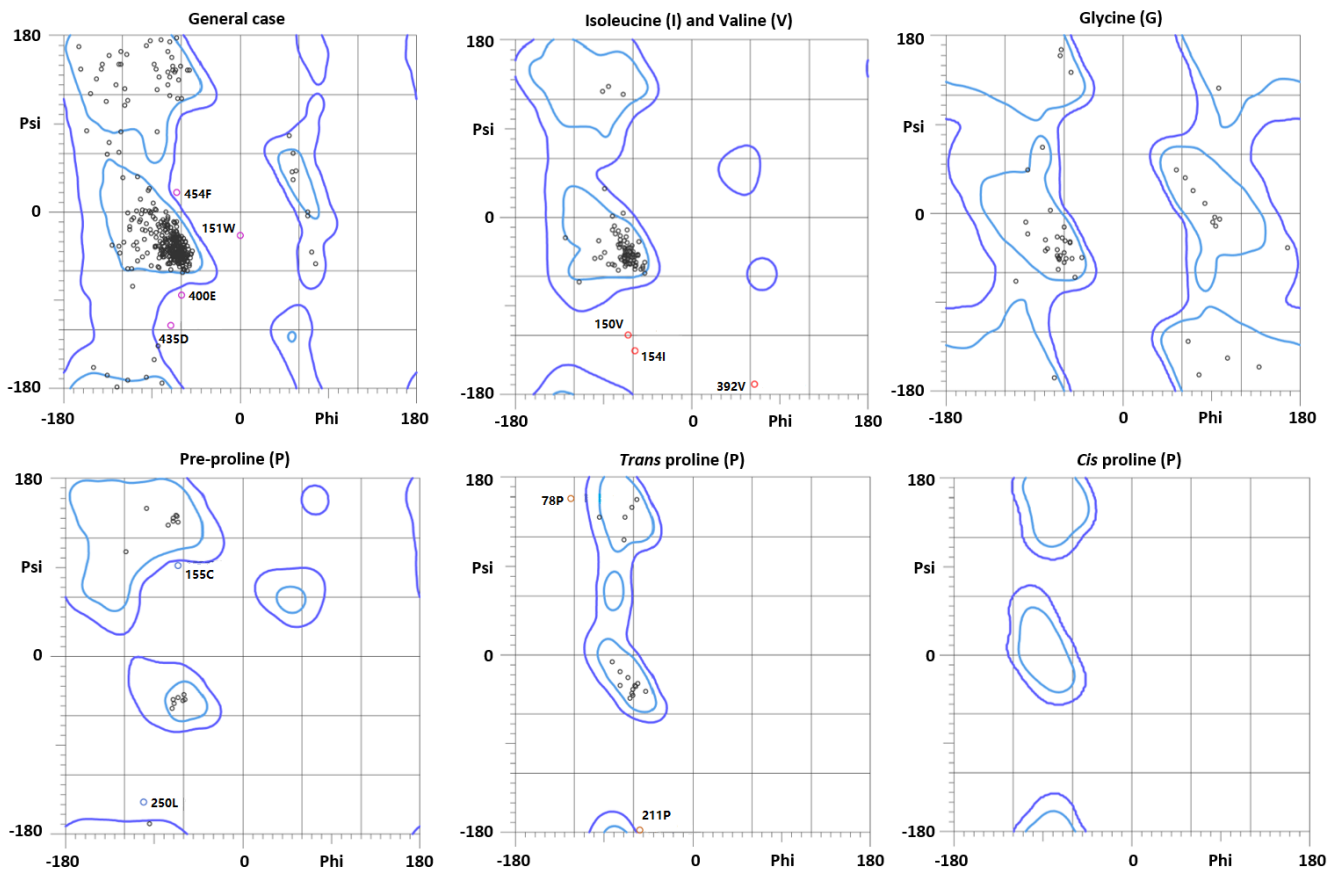 General case
180
Psi
0
-180
-180
0
Phi
180
454F
151W
400E
435D
Isoleucine (I) and Valine (V)
180
Psi
0
-180
-180
0
Phi
180
150V
154I
392V
Glycine (G)
180
Psi
0
-180
-180
0
Phi
180
Pre-proline (P)
180
Psi
0
-180
-180
0
Phi
180
155C
250L
Trans proline (P)
180
Psi
0
-180
-180
0
Phi
180
78P
211P
Cis proline (P)
180
Psi
0
-180
-180
0
Phi
180